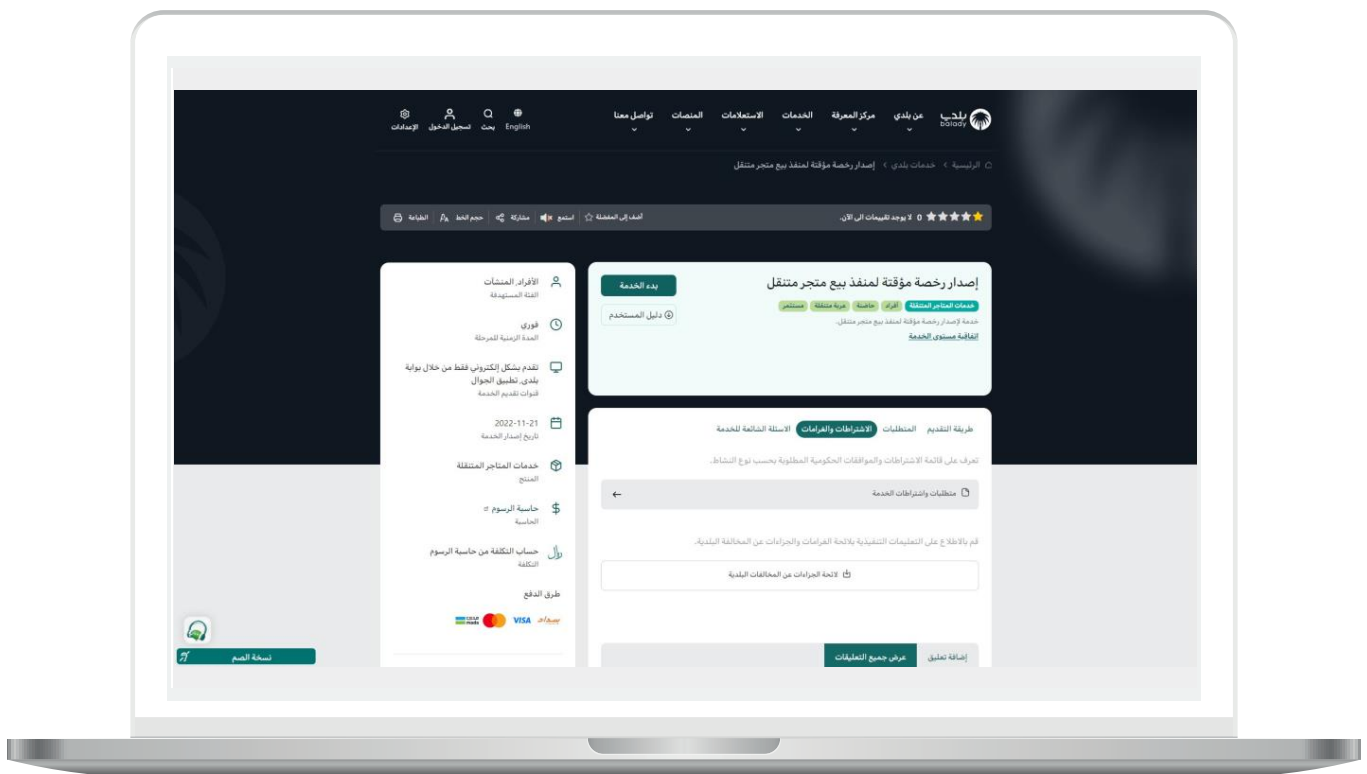 بلدي
balady
عن بلدي
مركز المعرفة
الخدمات
الاستعلامات
المنصات
تواصل معنا
English
بحث
تسجيل الدخول
الإعدادات
الرئيسية > خدمات بلدي > إصدار رخصة مؤقتة لمنفذ بيع متجر متنقل
0 لا يوجد تقييمات الى الآن.
أضف إلى المفضلة
استمع
مشاركة
حجم الخط
الطباعة
إصدار رخصة مؤقتة لمنفذ بيع متجر متنقل
خدمات المتاجر المتنقلة أفراد حاضنة عربة متنقلة مستثمر
خدمة لإصدار رخصة مؤقتة لمنفذ بيع متجر متنقل.
اتفاقية مستوى الخدمة
بدء الخدمة
دليل المستخدم
طريقة التقديم
المتطلبات
الاشتراطات والغرامات
الاسئلة الشائعة للخدمة
تعرف على قائمة الاشتراطات والموافقات الحكومية المطلوبة بحسب نوع النشاط.
متطلبات واشتراطات الخدمة
قم بالاطلاع على التعليمات التنفيذية بلائحة الغرامات والجزاءات عن المخالفة البلدية.
لائحة الجزاءات عن المخالفات البلدية
إضافة تعليق
عرض جميع التعليقات
الأفراد, المنشآت
الفئة المستهدفة
فوري
المدة الزمنية للمرحلة
تقدم بشكل إلكتروني فقط من خلال بوابة
بلدي, تطبيق الجوال
قنوات تقديم الخدمة
2022-11-21
تاريخ إصدار الخدمة
خدمات المتاجر المتنقلة
المنتج
حاسبة الرسوم
الحاسبة
حساب التكلفة من حاسبة الرسوم
التكلفة
طرق الدفع
سداد
VISA
mada
نسخة الصم